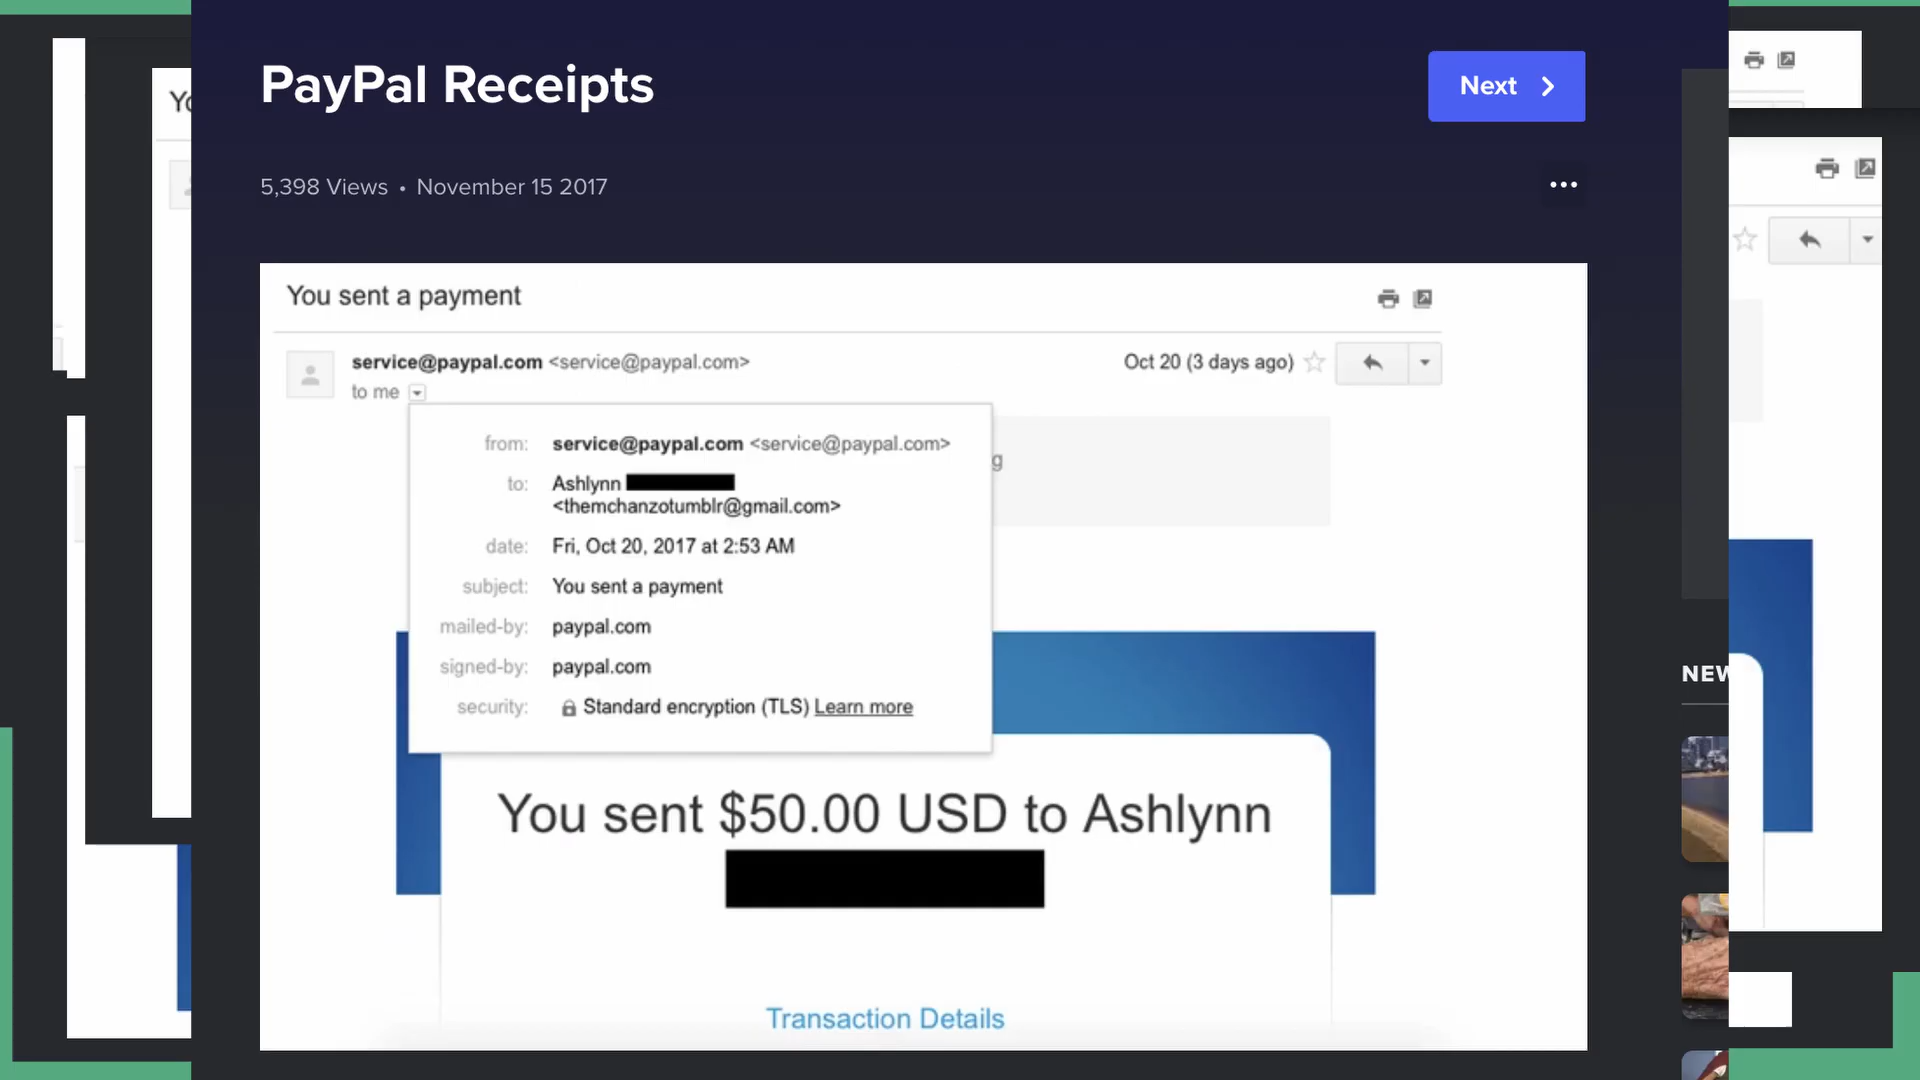 PayPal Receipts
Next
5,398 Views • November 15 2017
You sent a payment
service@paypal.com <service@paypal.com>
Oct 20 (3 days ago)
to me
from: service@paypal.com <service@paypal.com>
to: Ashlynn
<themchanzotumblr@gmail.com>
date: Fri, Oct 20, 2017 at 2:53 AM
subject: You sent a payment
mailed-by: paypal.com
signed-by: paypal.com
security: Standard encryption (TLS) Learn more
You sent $50.00 USD to Ashlynn
Transaction Details